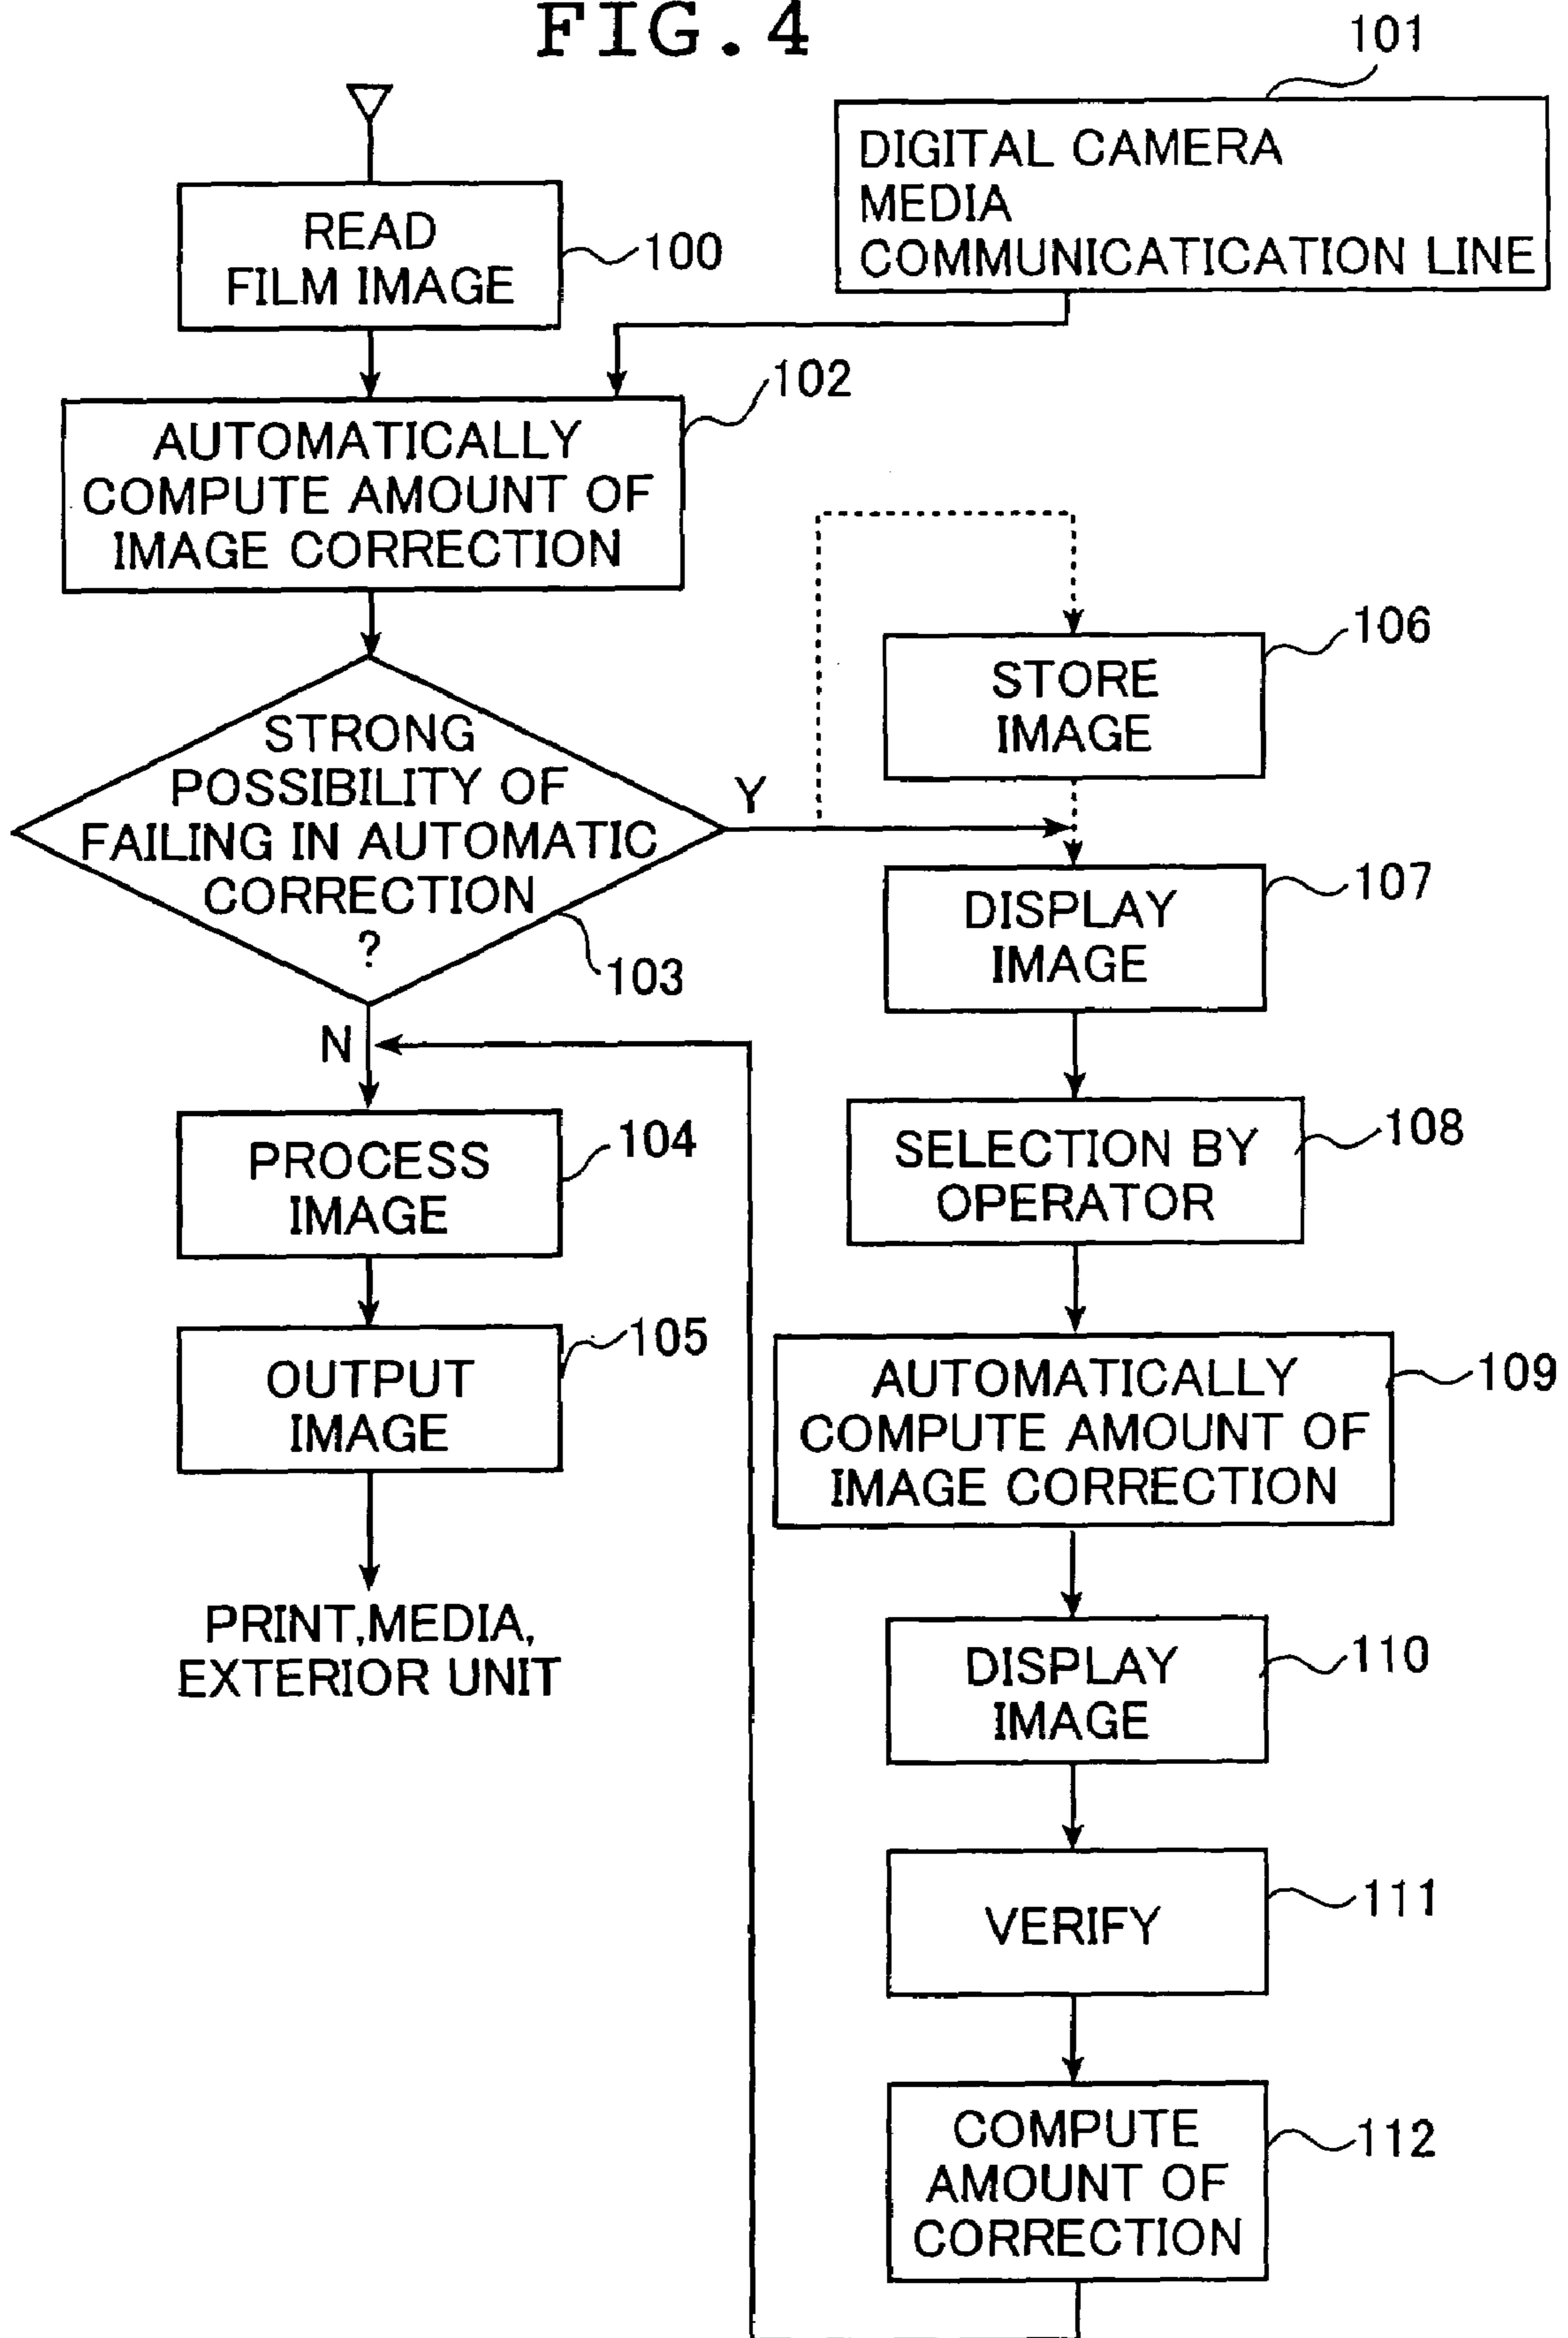 FIG.4
101
DIGITAL CAMERA
MEDIA
COMMUNICATICATION LINE
READ
FILM IMAGE
100
102
AUTOMATICALLY
COMPUTE AMOUNT OF
IMAGE CORRECTION
STRONG
POSSIBILITY OF
FAILING IN AUTOMATIC
CORRECTION
?
103
Y
N
106
STORE
IMAGE
107
DISPLAY
IMAGE
PROCESS
IMAGE
104
108
SELECTION BY
OPERATOR
OUTPUT
IMAGE
105
109
AUTOMATICALLY
COMPUTE AMOUNT OF
IMAGE CORRECTION
PRINT,MEDIA,
EXTERIOR UNIT
DISPLAY
IMAGE
110
VERIFY
111
COMPUTE
AMOUNT OF
CORRECTION
112